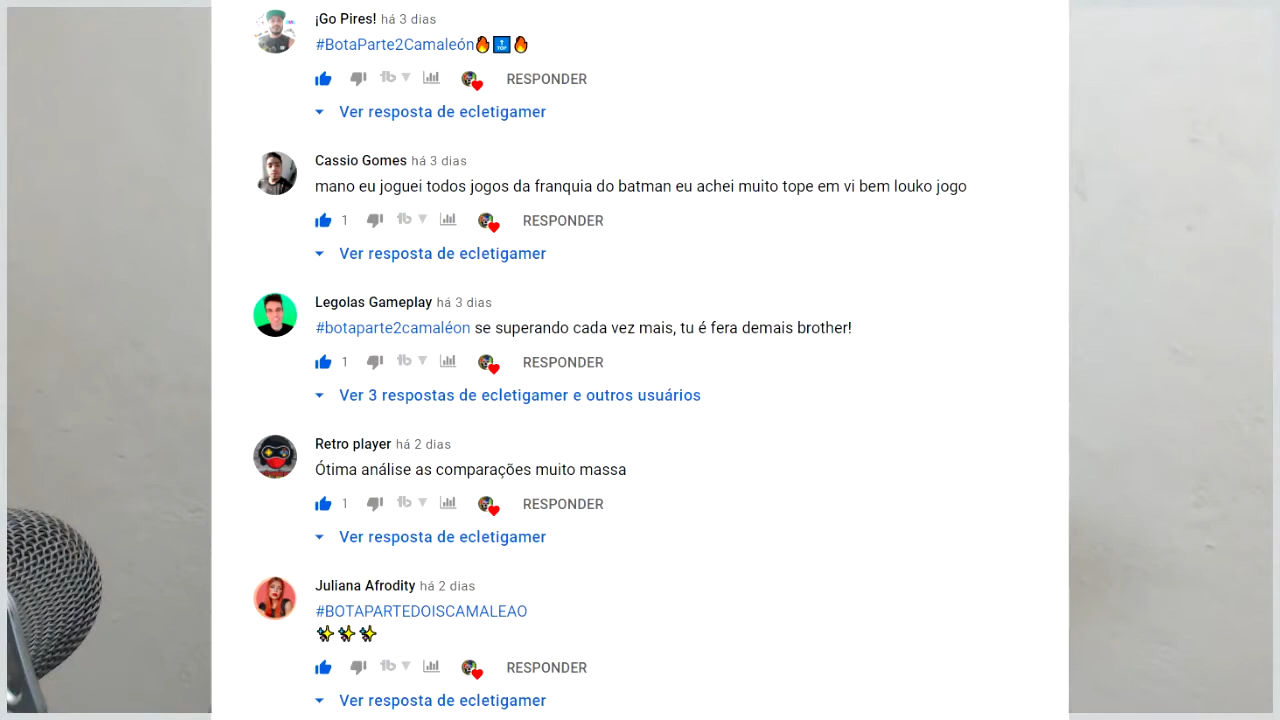 ¡Go Pires! há 3 dias
#BotaParte2Camaleón🔥🔝🔥
RESPONDER
Ver resposta de ecletigamer
Cassio Gomes há 3 dias
mano eu joguei todos jogos da franquia do batman eu achei muito tope em vi bem louko jogo
1 RESPONDER
Ver resposta de ecletigamer
Legolas Gameplay há 3 dias
#botaparte2camaléon se superando cada vez mais, tu é fera demais brother!
1 RESPONDER
Ver 3 respostas de ecletigamer e outros usuários
Retro player há 2 dias
Ótima análise as comparações muito massa
1 RESPONDER
Ver resposta de ecletigamer
Juliana Afrodity há 2 dias
#BOTAPARTEDOISCAMALEAO
✨✨✨
RESPONDER
Ver resposta de ecletigamer